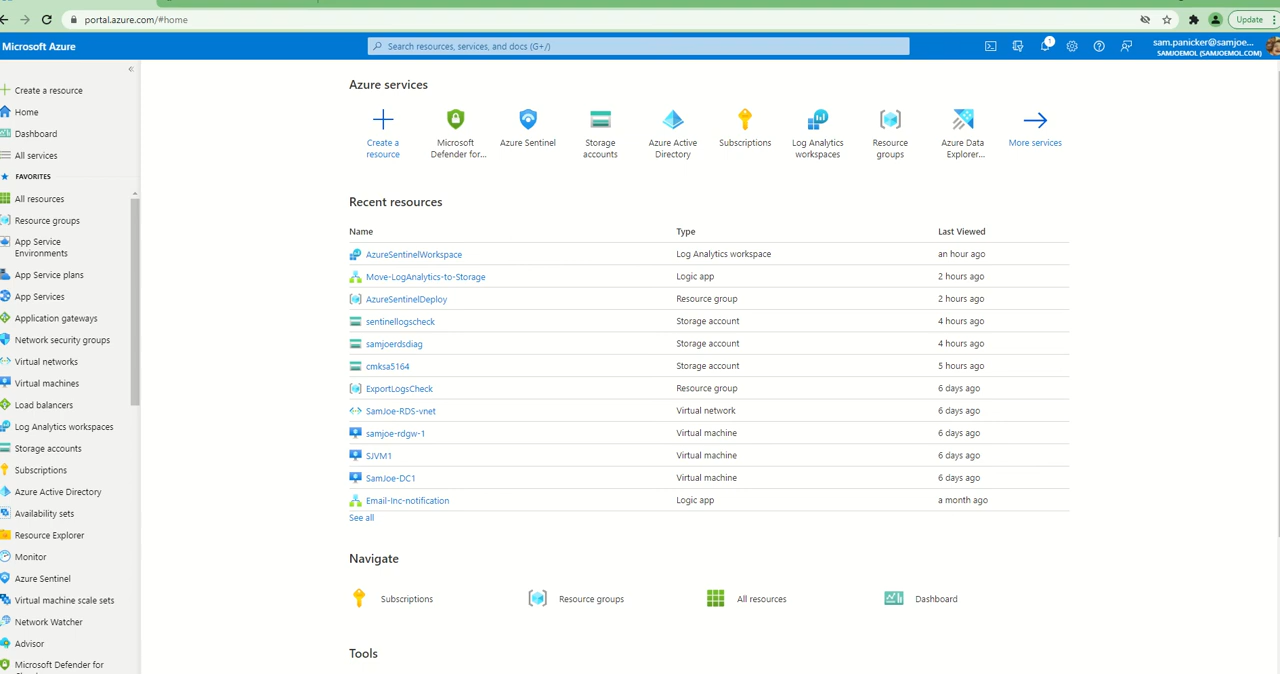 portal.azure.com/#home
Update
Microsoft Azure
Search resources, services, and docs (G+/)
1
sam.panicker@samjoe...
SAMJOEMOL (SAMJOEMOL.COM)
«
Create a resource
Home
Dashboard
All services
FAVORITES
All resources
Resource groups
App Service
Environments
App Service plans
App Services
Application gateways
Network security groups
Virtual networks
Virtual machines
Load balancers
Log Analytics workspaces
Storage accounts
Subscriptions
Azure Active Directory
Availability sets
Resource Explorer
Monitor
Azure Sentinel
Virtual machine scale sets
Network Watcher
Advisor
Microsoft Defender for
Azure services
Create a
resource
Microsoft
Defender for...
Azure Sentinel
Storage
accounts
Azure Active
Directory
Subscriptions
Log Analytics
workspaces
Resource
groups
Azure Data
Explorer...
More services
Recent resources
Name Type Last Viewed
AzureSentinelWorkspace Log Analytics workspace an hour ago
Move-LogAnalytics-to-Storage Logic app 2 hours ago
AzureSentinelDeploy Resource group 2 hours ago
sentinellogscheck Storage account 4 hours ago
samjoerdsdiag Storage account 4 hours ago
cmksa5164 Storage account 5 hours ago
ExportLogsCheck Resource group 6 days ago
SamJoe-RDS-vnet Virtual network 6 days ago
samjoe-rdgw-1 Virtual machine 6 days ago
SJVM1 Virtual machine 6 days ago
SamJoe-DC1 Virtual machine 6 days ago
Email-Inc-notification Logic app a month ago
See all
Navigate
Subscriptions Resource groups All resources Dashboard
Tools